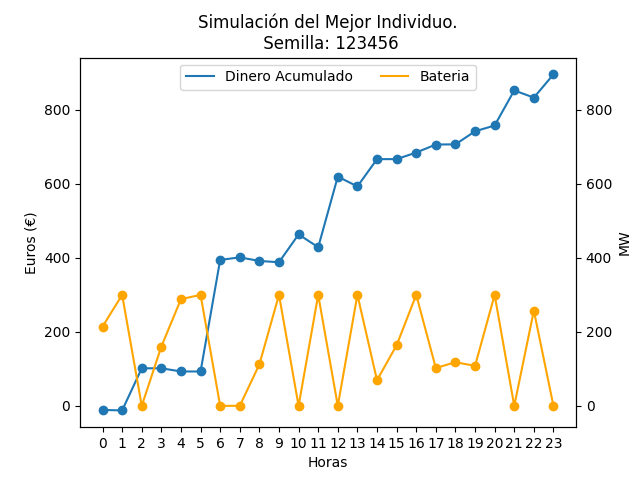 Simulación del Mejor Individuo.
Semilla: 123456
Dinero Acumulado
Bateria
Euros (€)
800
600
400
200
0
800
600
400
200
0
MW
0 1 2 3 4 5 6 7 8 9 10 11 12 13 14 15 16 17 18 19 20 21 22 23
Horas